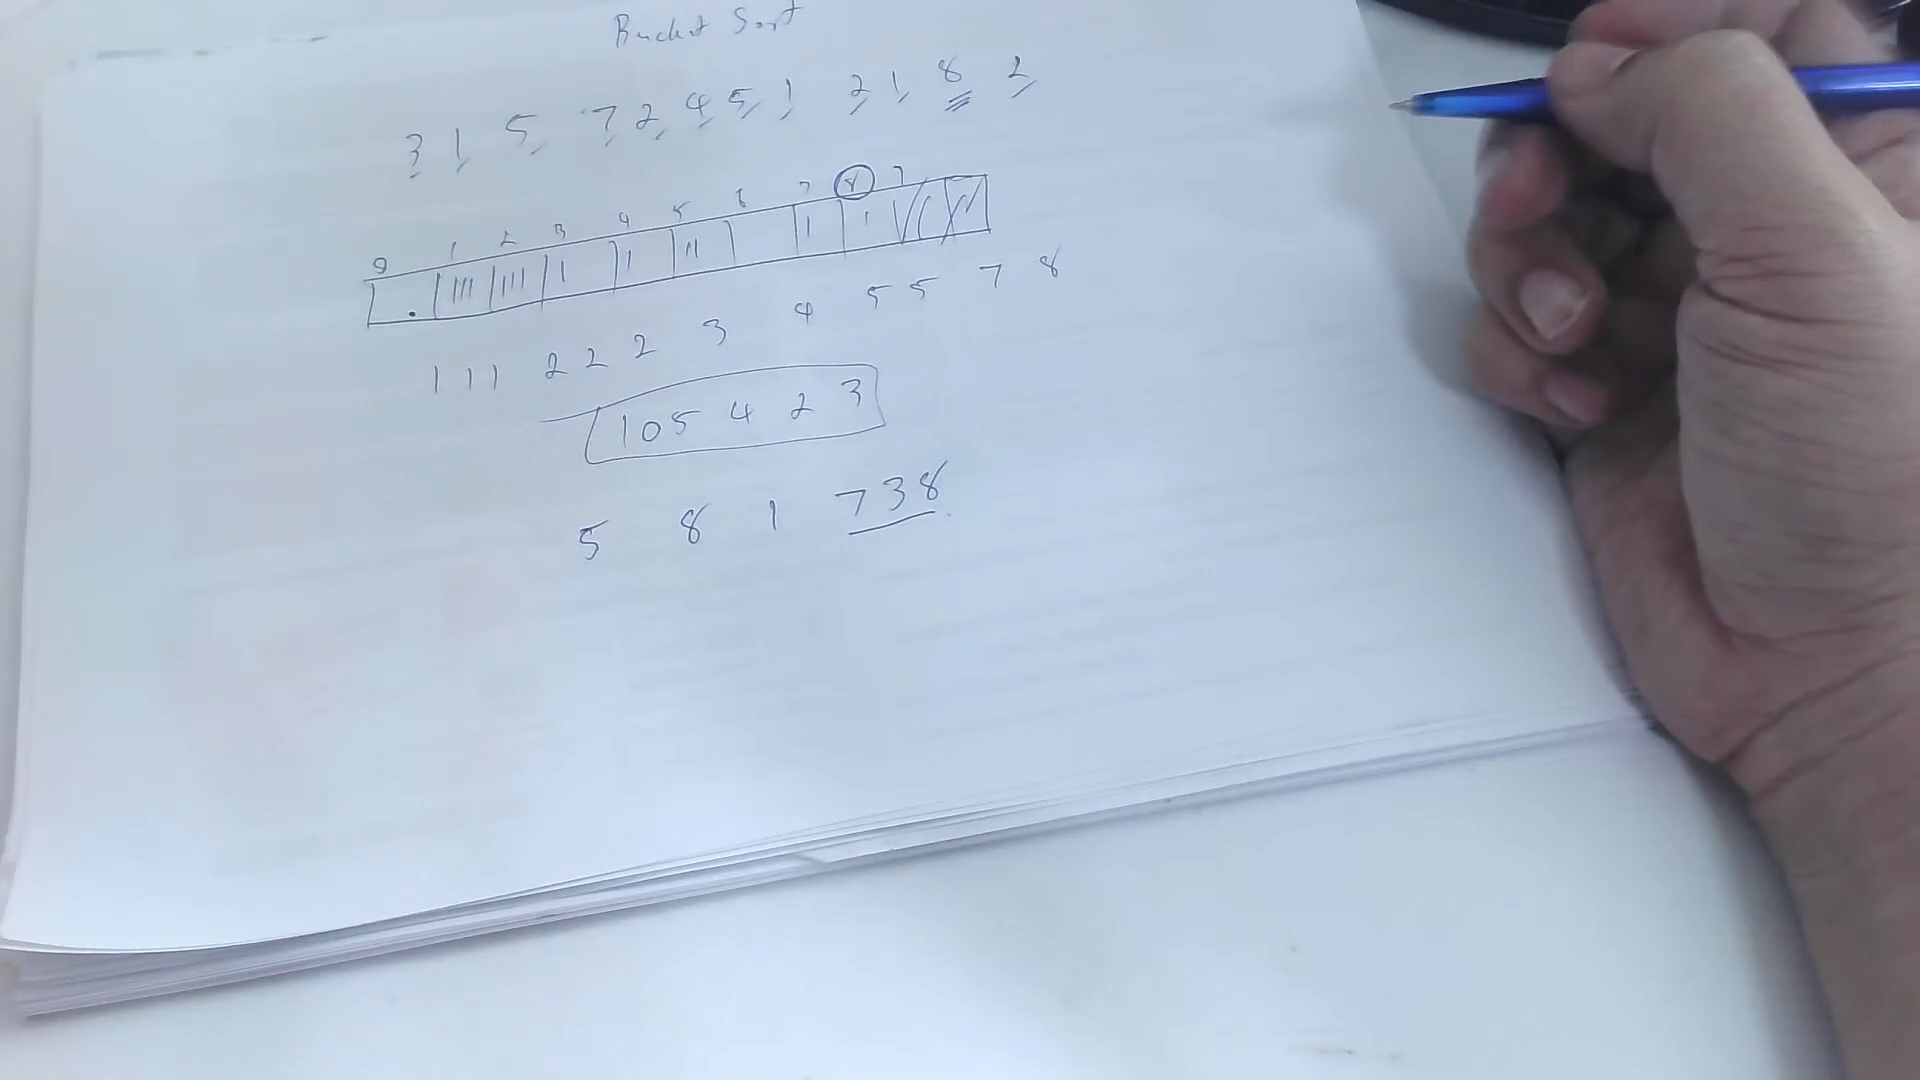 Bucket Sort
3 1 5 7 2 4 5 1 2 1 8 2
0 1 2 3 4 5 6 7 8 9
||| ||| | | || | |
1 1 1 2 2 2 3 4 5 5 7 8
105 4 2 3
5 8 1 738